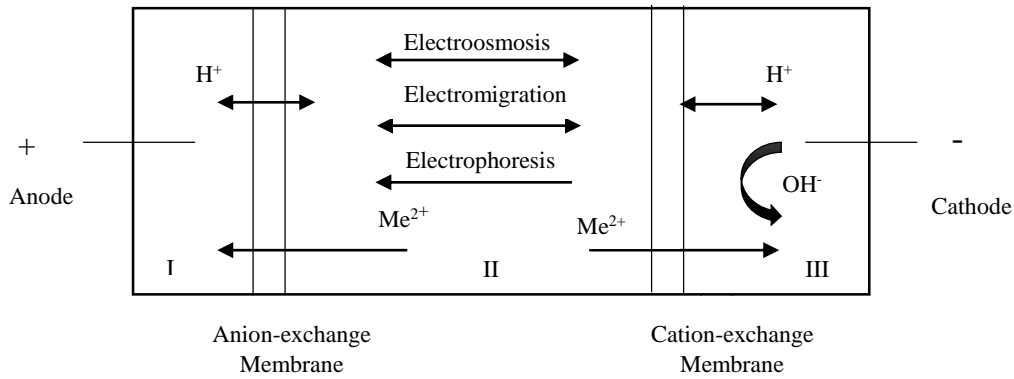 Electroosmosis
H⁺
H⁺
Electromigration
+
-
Electrophoresis
OH⁻
Anode
Cathode
Me²⁺
Me²⁺
I
II
III
Anion-exchange
Membrane
Cation-exchange
Membrane